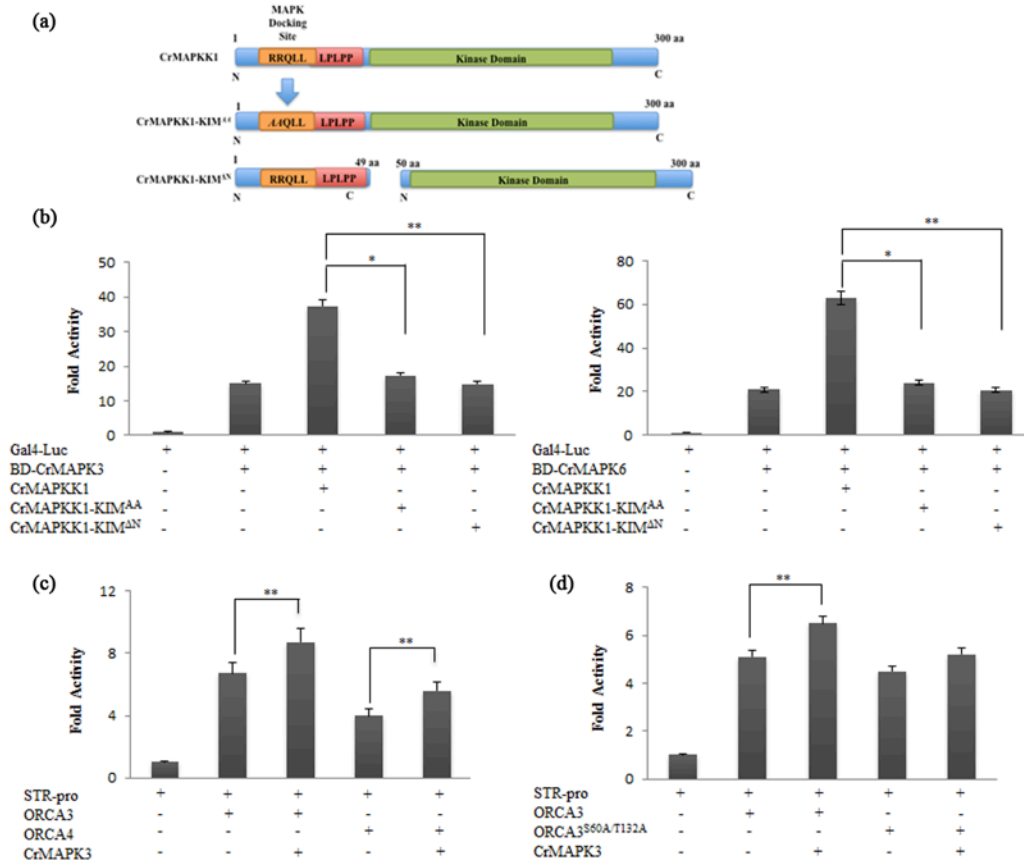 (a)
MAPK
Docking
Site
1
300 aa
CrMAPKK1
RRQLL
LPLPP
Kinase Domain
N
C
1
300 aa
CrMAPKK1-KIM^AA
AAQLL
LPLPP
Kinase Domain
N
C
1
49 aa
50 aa
300 aa
CrMAPKK1-KIM^ΔN
RRQLL
LPLPP
Kinase Domain
N
C
N
C
(b)
**
*
50
40
30
20
10
0
Fold Activity
Gal4-Luc + + + + +
BD-CrMAPK3 - + + + +
CrMAPKK1 - - + - -
CrMAPKK1-KIM^AA - - - + -
CrMAPKK1-KIM^ΔN - - - - +
**
*
80
60
40
20
0
Fold Activity
Gal4-Luc + + + + +
BD-CrMAPK6 - + + + +
CrMAPKK1 - - + - -
CrMAPKK1-KIM^AA - - - + -
CrMAPKK1-KIM^ΔN - - - - +
(c)
**
**
12
8
4
0
Fold Activity
STR-pro + + + + +
ORCA3 - + + - -
ORCA4 - - - + +
CrMAPK3 - - + - +
(d)
**
8
6
4
2
0
Fold Activity
STR-pro + + + + +
ORCA3 - + + - -
ORCA3^S60A/T132A - - - + +
CrMAPK3 - - + - +